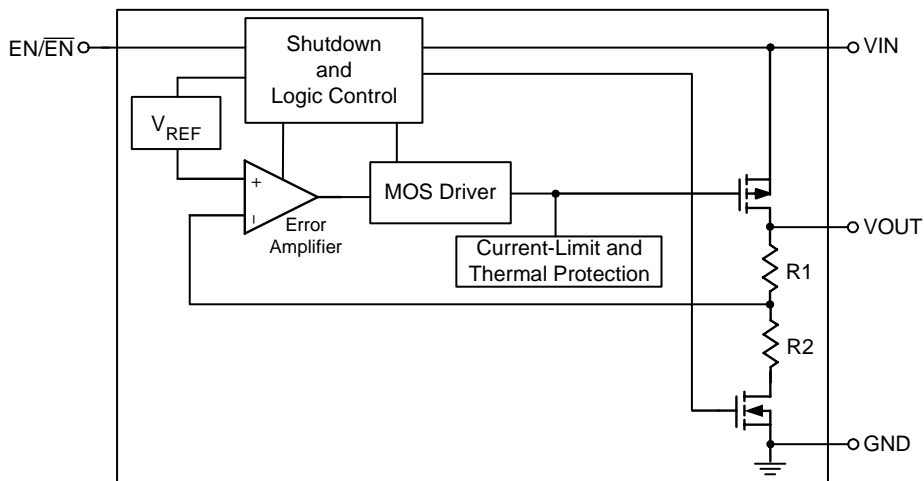 EN/EN
VIN
Shutdown
and
Logic Control
VREF
+
−
Error
Amplifier
MOS Driver
Current-Limit and
Thermal Protection
VOUT
R1
R2
GND